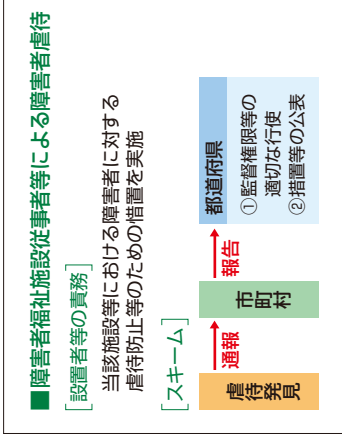 ■障害者福祉施設従事者等による障害者虐待
[設置者等の責務]
当該施設等における障害者に対する
虐待防止等のための措置を実施
[スキーム]
虐待発見
通報
市町村
報告
都道府県
①監督権限等の
適切な行使
②措置等の公表